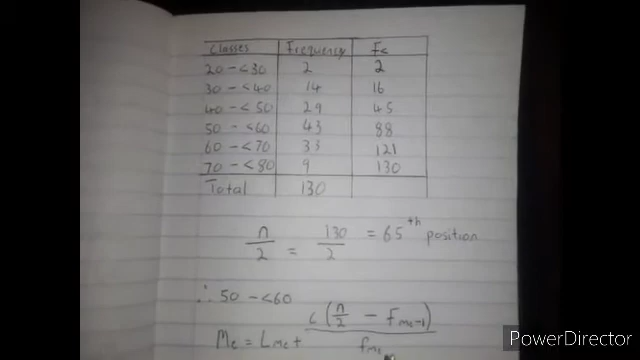 Classes Frequency Fc
20-<30 2 2
30-<40 14 16
40-<50 29 45
50-<60 43 88
60-<70 33 121
70-<80 9 130
Total 130
n/2 = 130/2 = 65th position
∴ 50-<60
Me = LMe + c(n/2 - FMe-1) / fMe
PowerDirector